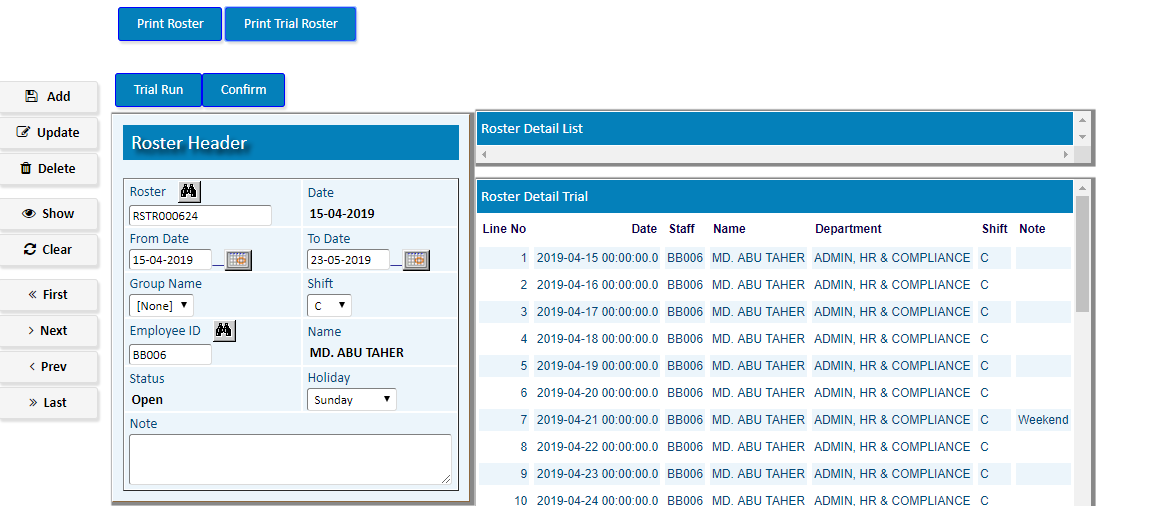 Print Roster Print Trial Roster
Trial Run Confirm
Add
Update
Delete
Show
Clear
First
Next
Prev
Last
Roster Header
Roster Date
RSTR000624 15-04-2019
From Date To Date
15-04-2019 23-05-2019
Group Name Shift
[None] C
Employee ID Name
BB006 MD. ABU TAHER
Status Holiday
Open Sunday
Note
Roster Detail List
Roster Detail Trial
Line No Date Staff Name Department Shift Note
1 2019-04-15 00:00:00.0 BB006 MD. ABU TAHER ADMIN, HR & COMPLIANCE C
2 2019-04-16 00:00:00.0 BB006 MD. ABU TAHER ADMIN, HR & COMPLIANCE C
3 2019-04-17 00:00:00.0 BB006 MD. ABU TAHER ADMIN, HR & COMPLIANCE C
4 2019-04-18 00:00:00.0 BB006 MD. ABU TAHER ADMIN, HR & COMPLIANCE C
5 2019-04-19 00:00:00.0 BB006 MD. ABU TAHER ADMIN, HR & COMPLIANCE C
6 2019-04-20 00:00:00.0 BB006 MD. ABU TAHER ADMIN, HR & COMPLIANCE C
7 2019-04-21 00:00:00.0 BB006 MD. ABU TAHER ADMIN, HR & COMPLIANCE C Weekend
8 2019-04-22 00:00:00.0 BB006 MD. ABU TAHER ADMIN, HR & COMPLIANCE C
9 2019-04-23 00:00:00.0 BB006 MD. ABU TAHER ADMIN, HR & COMPLIANCE C
10 2019-04-24 00:00:00.0 BB006 MD. ABU TAHER ADMIN, HR & COMPLIANCE C